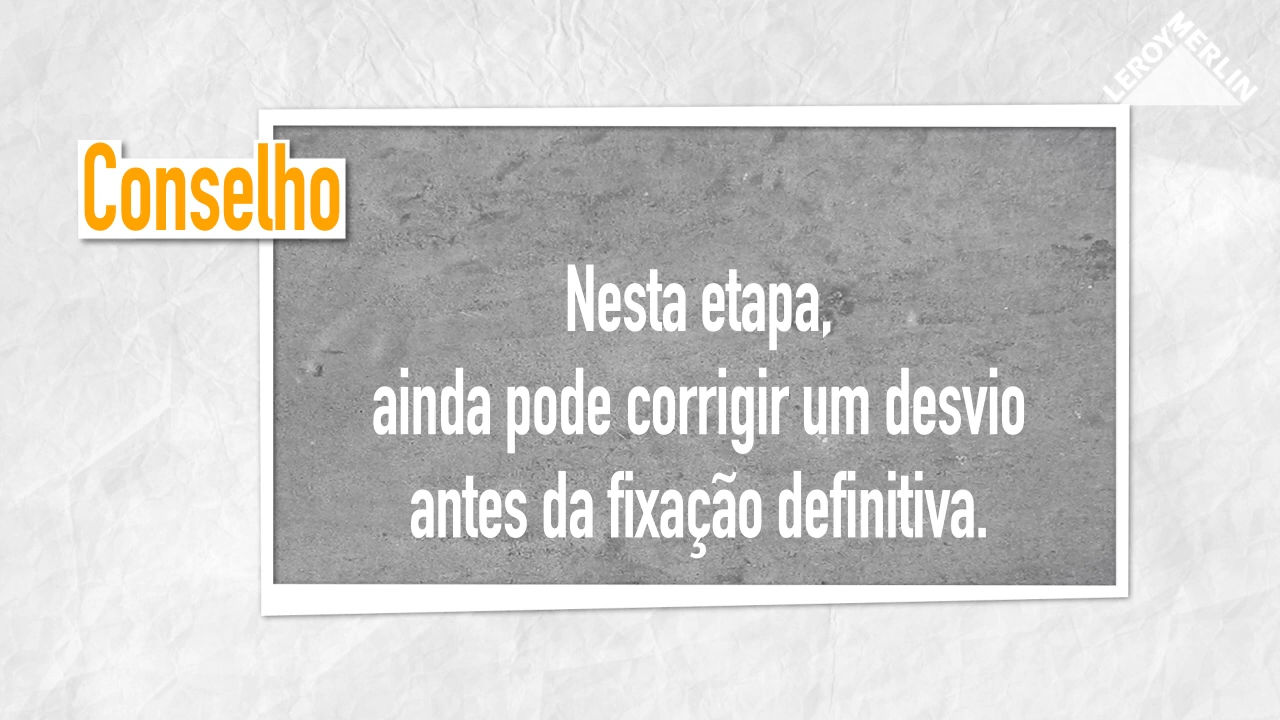 LEROY MERLIN
Conselho
Nesta etapa,
ainda pode corrigir um desvio
antes da fixação definitiva.